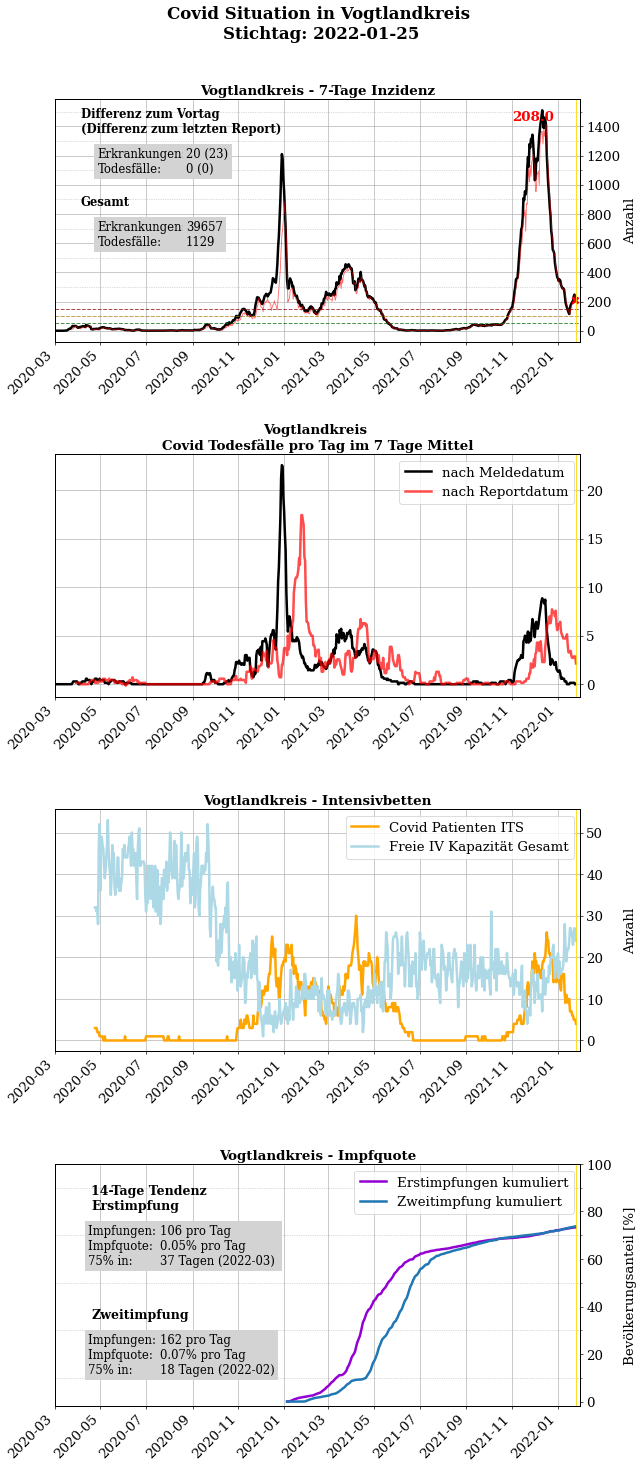 Covid Situation in Vogtlandkreis
Stichtag: 2022-01-25
Vogtlandkreis - 7-Tage Inzidenz
Differenz zum Vortag
(Differenz zum letzten Report)
Erkrankungen 20 (23)
Todesfälle: 0 (0)
Gesamt
Erkrankungen 39657
Todesfälle: 1129
208.0
1400
1200
1000
800
600
400
200
0
Anzahl
2020-03
2020-05
2020-07
2020-09
2020-11
2021-01
2021-03
2021-05
2021-07
2021-09
2021-11
2022-01
Vogtlandkreis
Covid Todesfälle pro Tag im 7 Tage Mittel
nach Meldedatum
nach Reportdatum
20
15
10
5
0
2020-03
2020-05
2020-07
2020-09
2020-11
2021-01
2021-03
2021-05
2021-07
2021-09
2021-11
2022-01
Vogtlandkreis - Intensivbetten
Covid Patienten ITS
Freie IV Kapazität Gesamt
50
40
30
20
10
0
Anzahl
2020-03
2020-05
2020-07
2020-09
2020-11
2021-01
2021-03
2021-05
2021-07
2021-09
2021-11
2022-01
Vogtlandkreis - Impfquote
14-Tage Tendenz
Erstimpfung
Impfungen: 106 pro Tag
Impfquote: 0.05% pro Tag
75% in: 37 Tagen (2022-03)
Zweitimpfung
Impfungen: 162 pro Tag
Impfquote: 0.07% pro Tag
75% in: 18 Tagen (2022-02)
Erstimpfungen kumuliert
Zweitimpfung kumuliert
100
80
60
40
20
0
Bevölkerungsanteil [%]
2020-03
2020-05
2020-07
2020-09
2020-11
2021-01
2021-03
2021-05
2021-07
2021-09
2021-11
2022-01